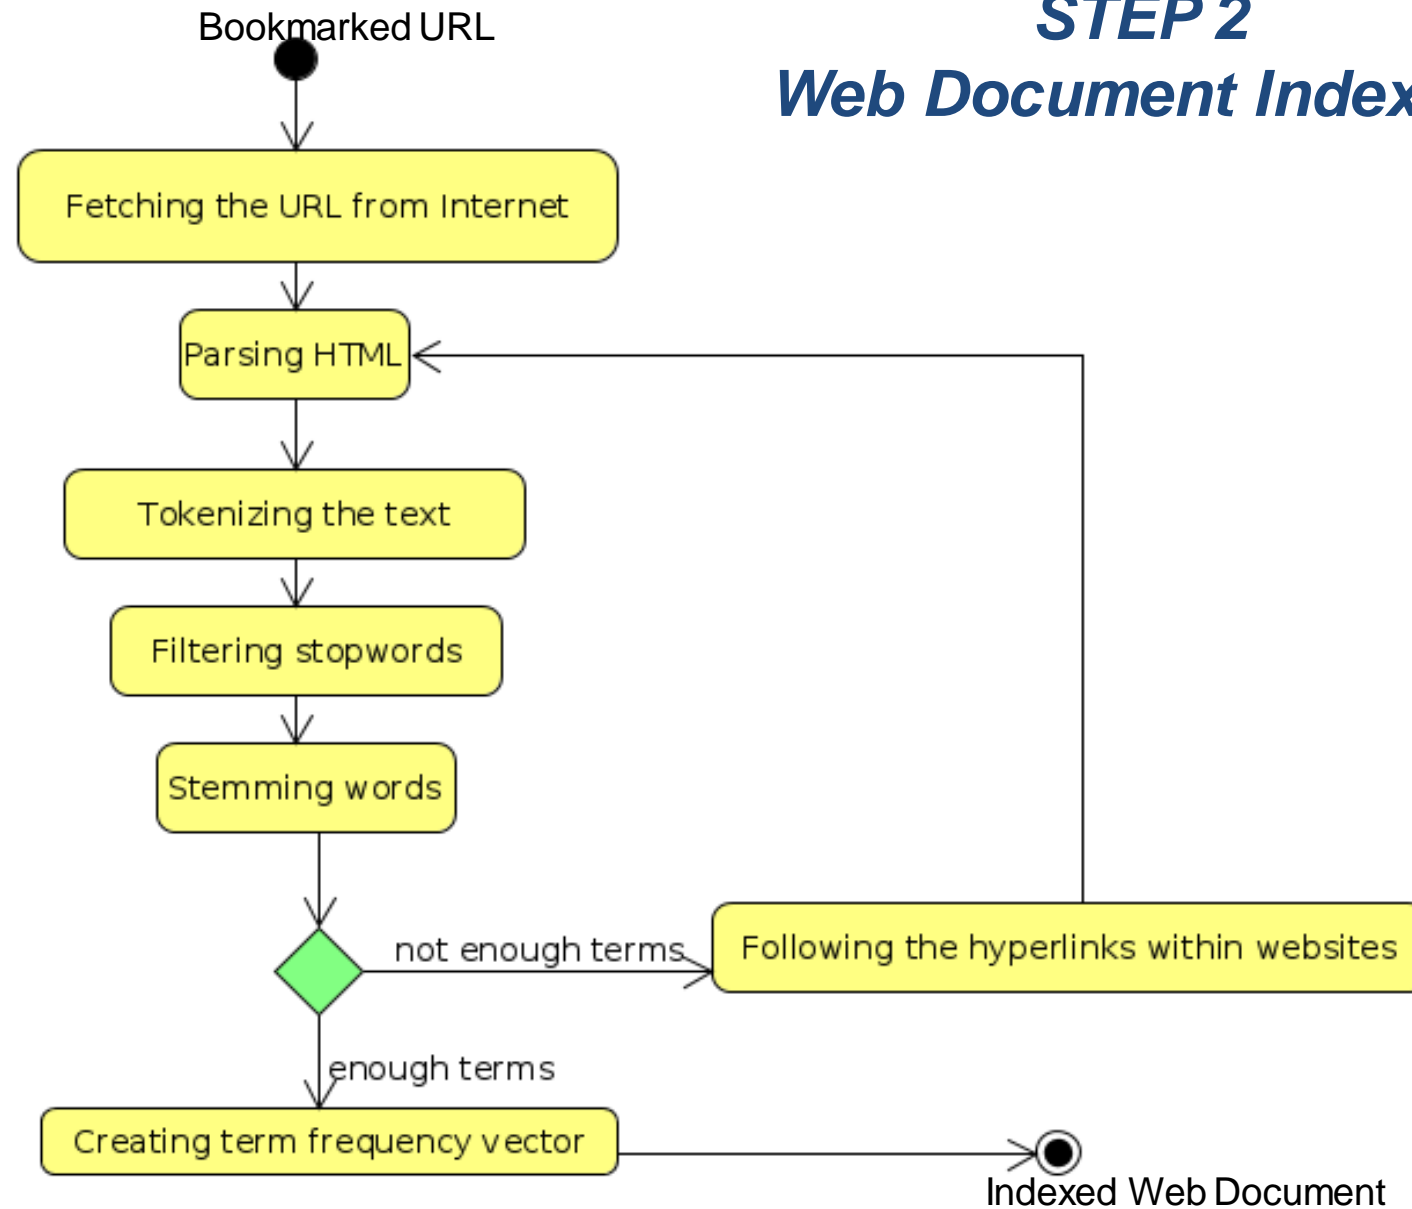 Bookmarked URL
STEP 2
Web Document Index
Fetching the URL from Internet
Parsing HTML
Tokenizing the text
Filtering stopwords
Stemming words
not enough terms
Following the hyperlinks within websites
enough terms
Creating term frequency vector
Indexed Web Document